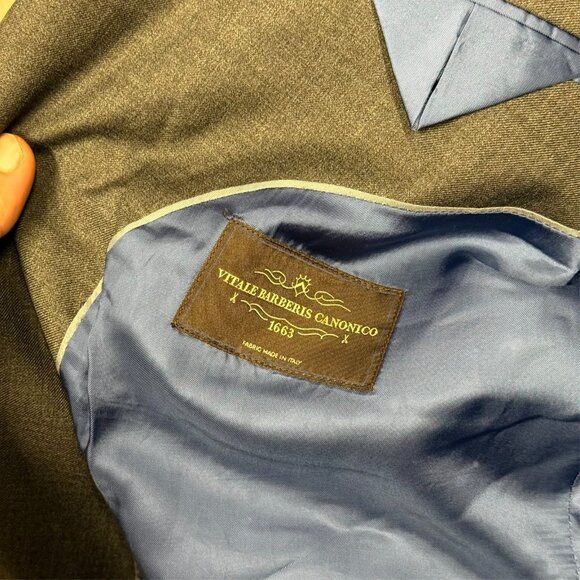 VITALE BARBERIS CANONICO
1663
FABRIC MADE IN ITALY